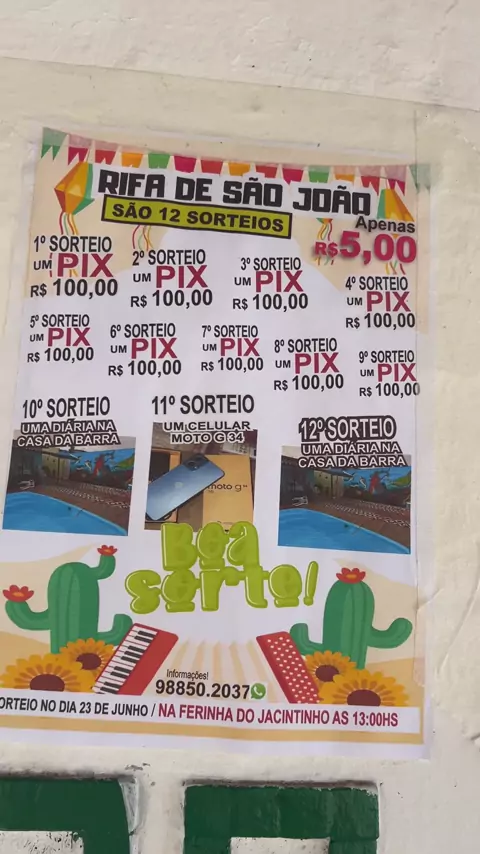 RIFA DE SÃO JOÃO
SÃO 12 SORTEIOS
Apenas
R$5,00
1º SORTEIO
UM PIX
R$ 100,00
2º SORTEIO
UM PIX
R$ 100,00
3º SORTEIO
UM PIX
R$ 100,00
4º SORTEIO
UM PIX
R$ 100,00
5º SORTEIO
UM PIX
R$ 100,00
6º SORTEIO
UM PIX
R$ 100,00
7º SORTEIO
UM PIX
R$ 100,00
8º SORTEIO
UM PIX
R$ 100,00
9º SORTEIO
UM PIX
R$ 100,00
10º SORTEIO
UMA DIÁRIA NA
CASA DA BARRA
11º SORTEIO
UM CELULAR
MOTO G 34
moto g
12º SORTEIO
UMA DIÁRIA NA
CASA DA BARRA
Boa
sorte!
Informações!
98850.2037
SORTEIO NO DIA 23 DE JUNHO / NA FERINHA DO JACINTINHO AS 13:00HS